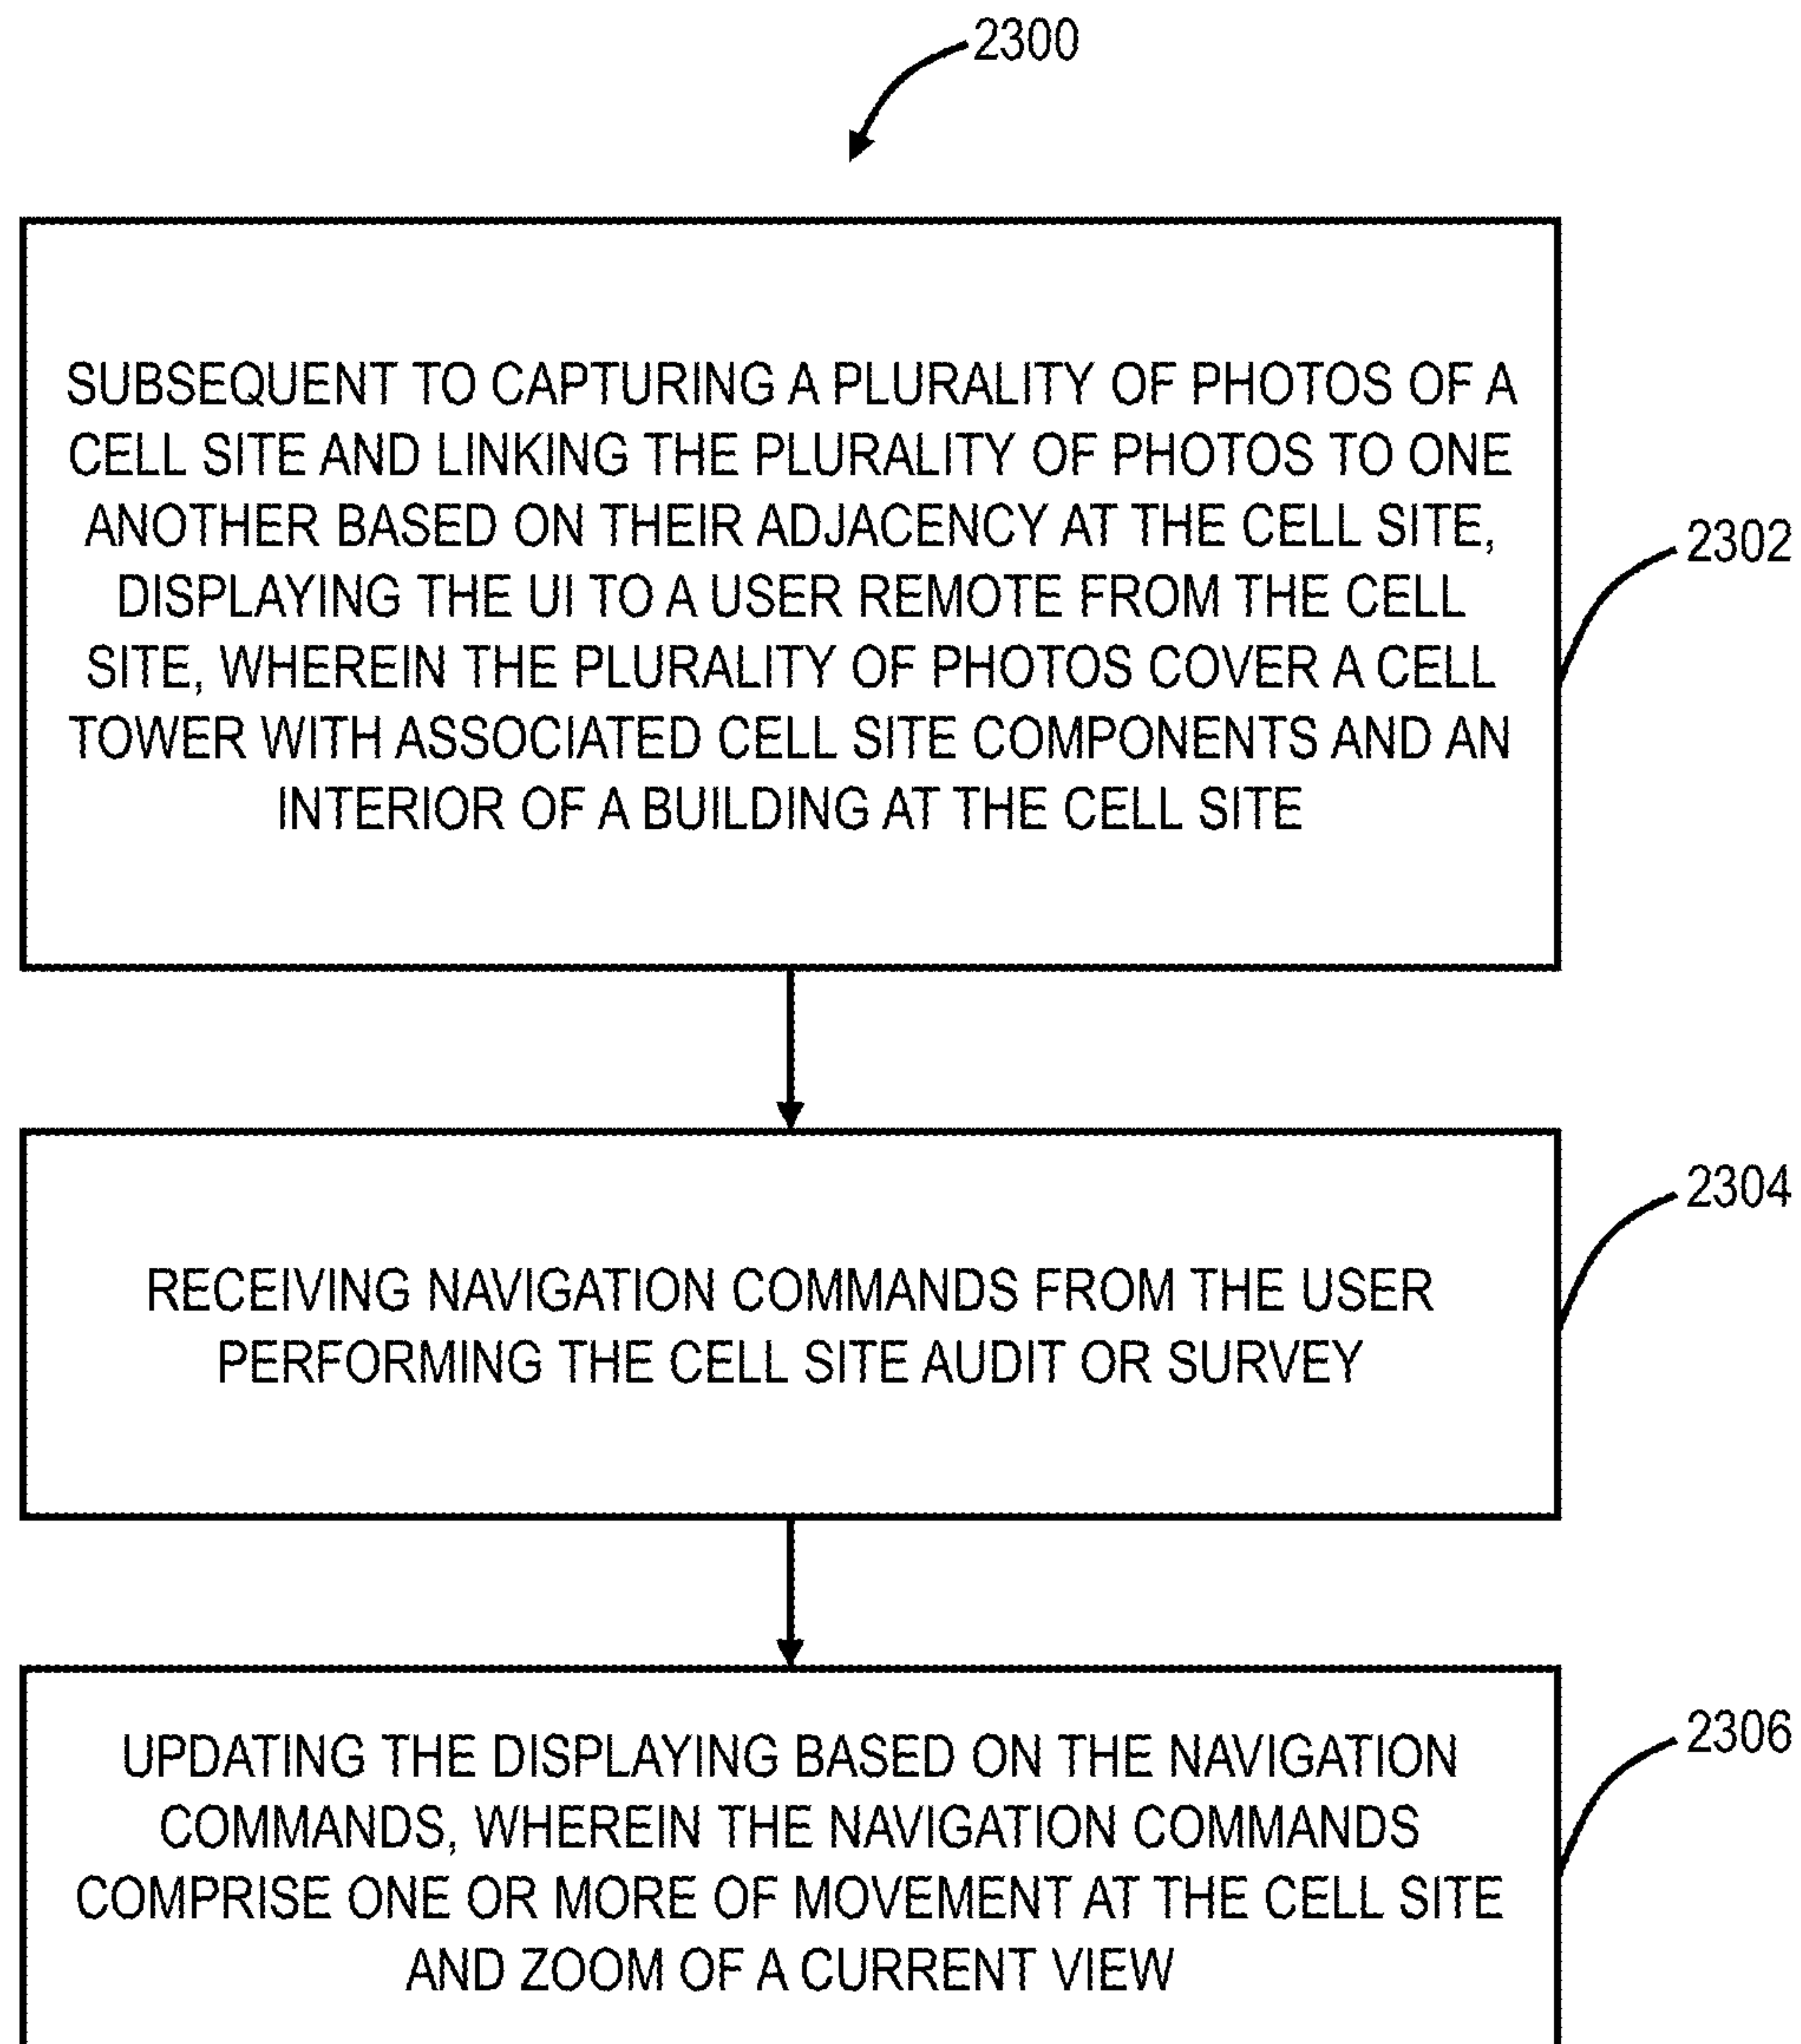 2300
SUBSEQUENT TO CAPTURING A PLURALITY OF PHOTOS OF A
CELL SITE AND LINKING THE PLURALITY OF PHOTOS TO ONE
ANOTHER BASED ON THEIR ADJACENCY AT THE CELL SITE,
DISPLAYING THE UI TO A USER REMOTE FROM THE CELL
SITE, WHEREIN THE PLURALITY OF PHOTOS COVER A CELL
TOWER WITH ASSOCIATED CELL SITE COMPONENTS AND AN
INTERIOR OF A BUILDING AT THE CELL SITE
2302
RECEIVING NAVIGATION COMMANDS FROM THE USER
PERFORMING THE CELL SITE AUDIT OR SURVEY
2304
UPDATING THE DISPLAYING BASED ON THE NAVIGATION
COMMANDS, WHEREIN THE NAVIGATION COMMANDS
COMPRISE ONE OR MORE OF MOVEMENT AT THE CELL SITE
AND ZOOM OF A CURRENT VIEW
2306